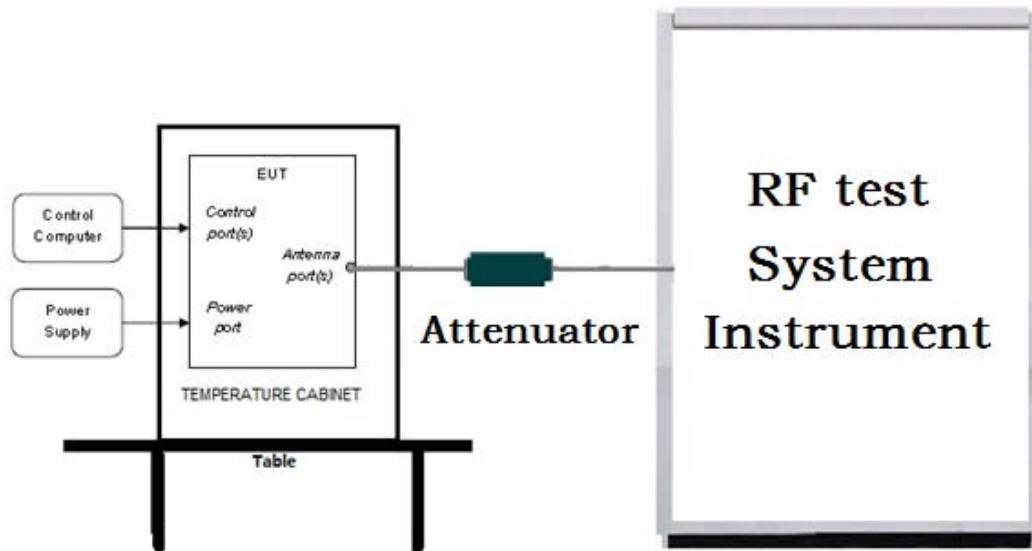 Control
Computer
Power
Supply
EUT
Control
port(s)
Antenna
port(s)
Power
port
TEMPERATURE CABINET
Table
Attenuator
RF test
System
Instrument